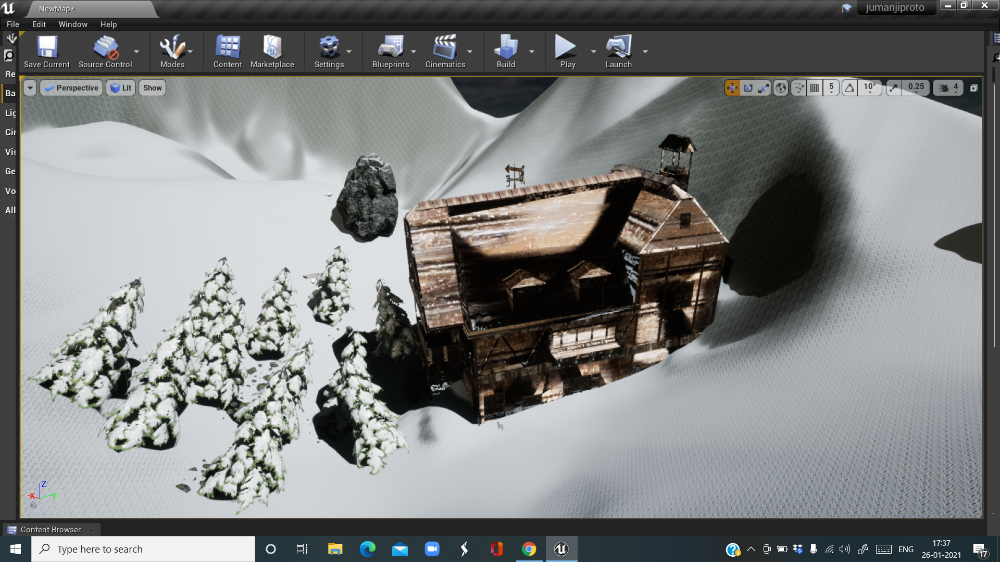 NewMap*
jumanjiproto
File Edit Window Help
Save Current
Source Control
Modes
Content
Marketplace
Settings
Blueprints
Cinematics
Build
Play
Launch
Re
Ba
Lig
Cin
Vis
Ge
Vo
All
Perspective
Lit
Show
5
10°
0.25
4
Z
X
Y
?
Content Browser
Type here to search
ENG
17:37
26-01-2021
17